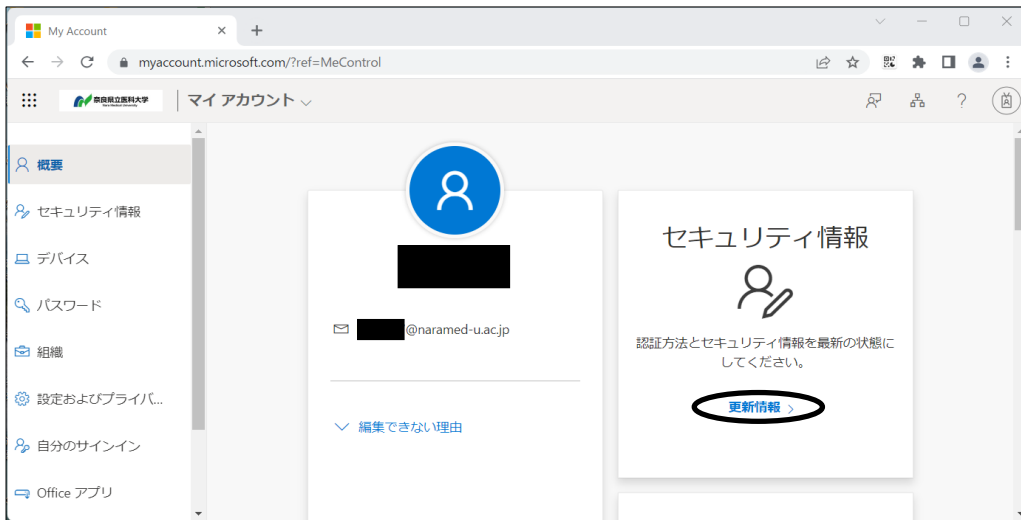 My Account
myaccount.microsoft.com/?ref=MeControl
奈良県立医科大学
Nara Medical University
マイ アカウント
概要
セキュリティ情報
デバイス
パスワード
組織
設定およびプライバ...
自分のサインイン
Office アプリ
@naramed-u.ac.jp
編集できない理由
セキュリティ情報
認証方法とセキュリティ情報を最新の状態に
してください。
更新情報